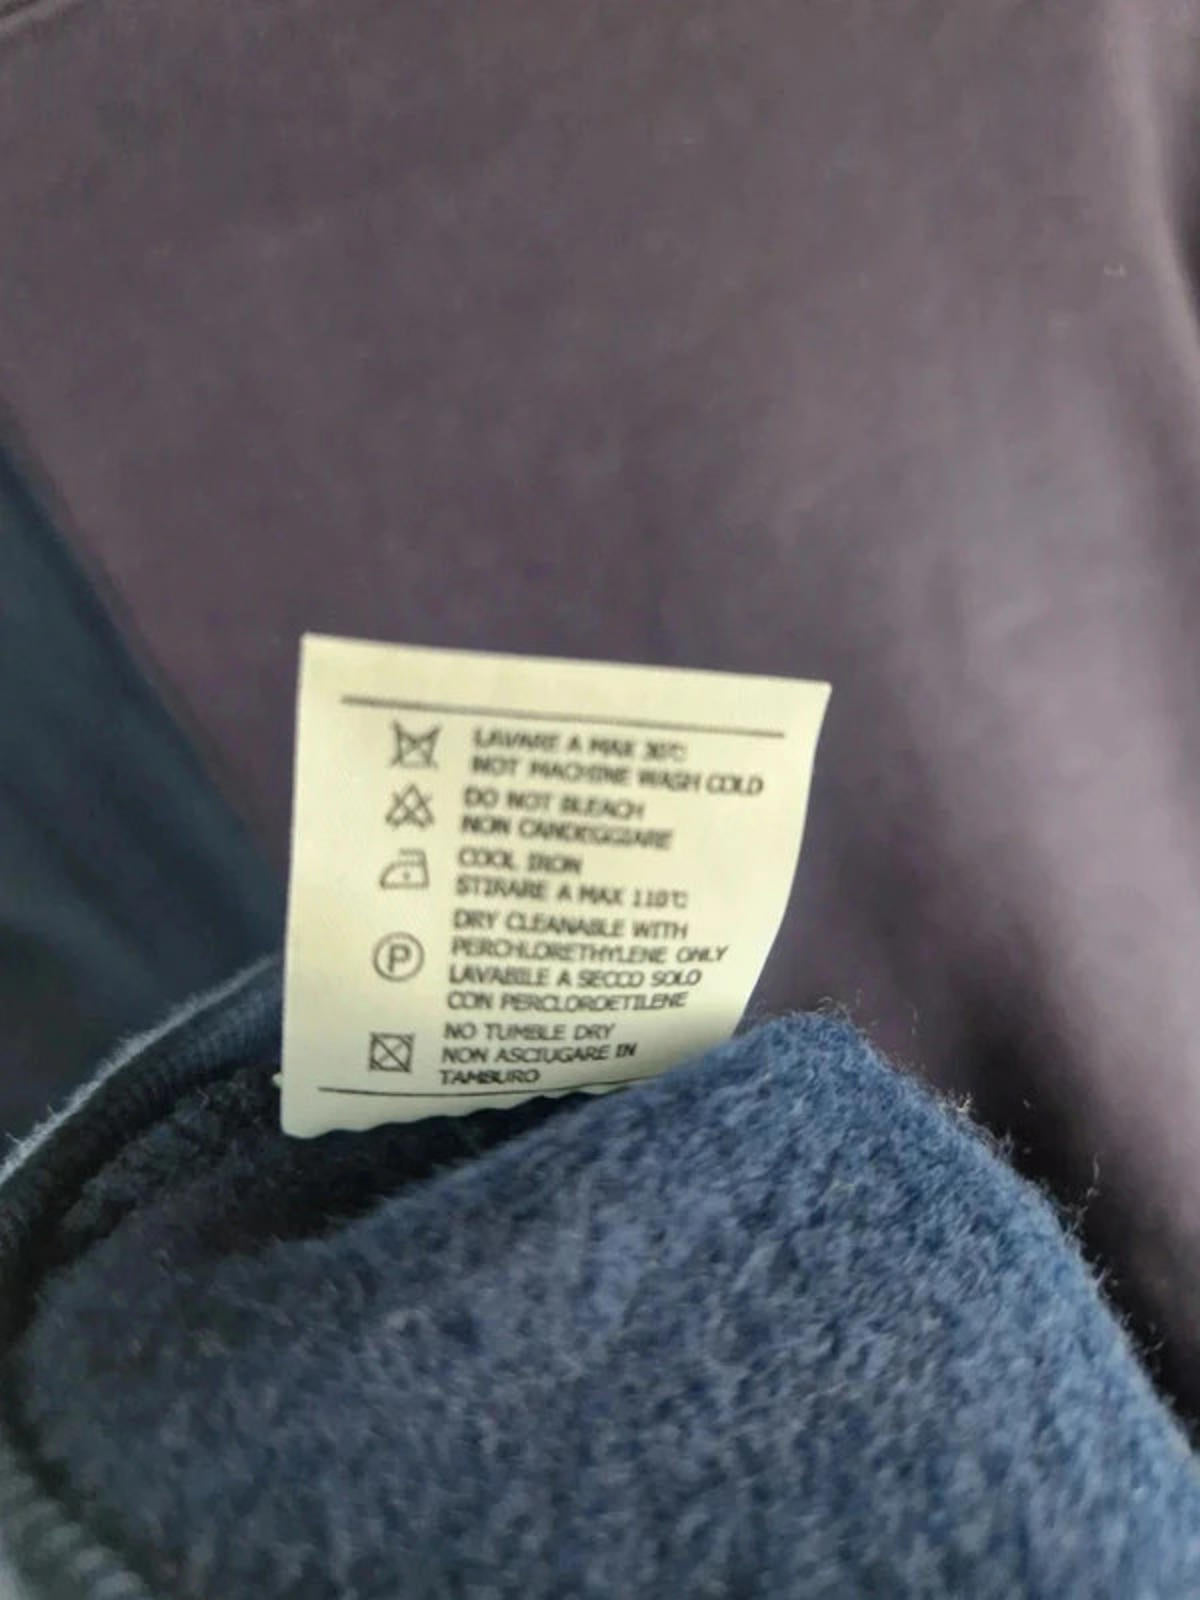 LAVARE A MAX 30°C
NOT MACHINE WASH COLD
DO NOT BLEACH
NON CANDEGGIARE
COOL IRON
STIRARE A MAX 110°C
DRY CLEANABLE WITH
P
PERCHLORETHYLENE ONLY
LAVABILE A SECCO SOLO
CON PERCLOROETILENE
NO TUMBLE DRY
NON ASCIUGARE IN
TAMBURO